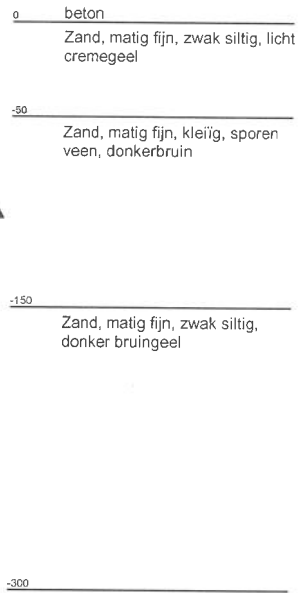 0 beton
Zand, matig fijn, zwak siltig, licht
cremegeel
-50
Zand, matig fijn, kleiïg, sporen
veen, donkerbruin
-150
Zand, matig fijn, zwak siltig,
donker bruingeel
-300